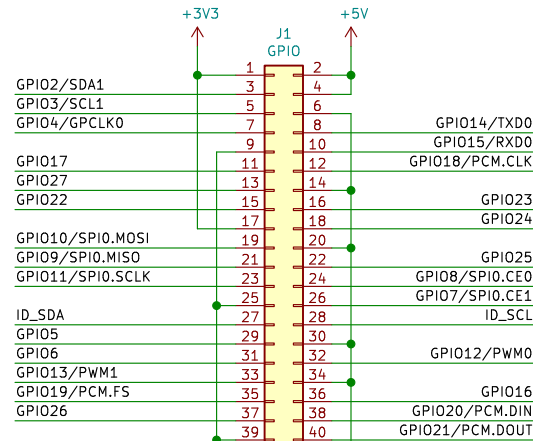 +3V3 +5V
J1
GPIO
1 2
GPIO2/SDA1 3 4
GPIO3/SCL1 5 6
GPIO4/GPCLK0 7 8 GPIO14/TXD0
9 10 GPIO15/RXD0
GPIO17 11 12 GPIO18/PCM.CLK
GPIO27 13 14
GPIO22 15 16 GPIO23
17 18 GPIO24
GPIO10/SPI0.MOSI 19 20
GPIO9/SPI0.MISO 21 22 GPIO25
GPIO11/SPI0.SCLK 23 24 GPIO8/SPI0.CE0
25 26 GPIO7/SPI0.CE1
ID_SDA 27 28 ID_SCL
GPIO5 29 30
GPIO6 31 32 GPIO12/PWM0
GPIO13/PWM1 33 34
GPIO19/PCM.FS 35 36 GPIO16
GPIO26 37 38 GPIO20/PCM.DIN
39 40 GPIO21/PCM.DOUT